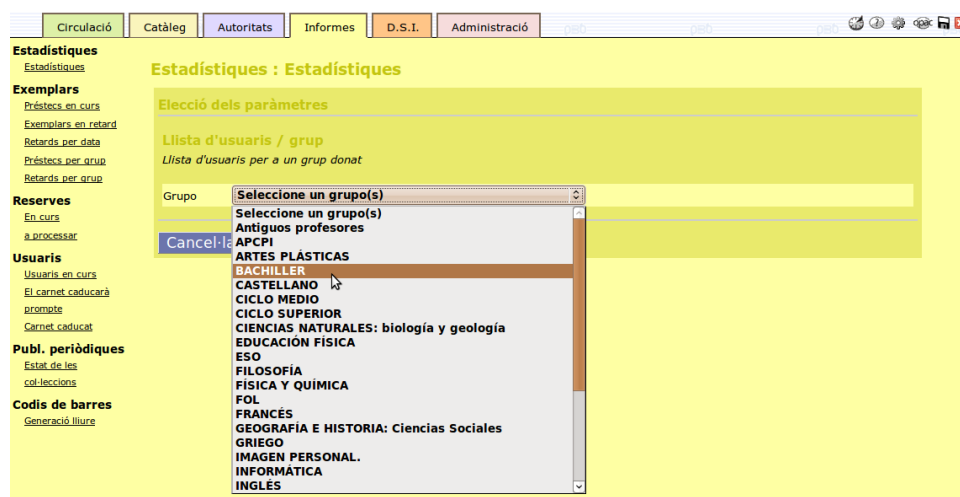 Circulació
Catàleg
Autoritats
Informes
D.S.I.
Administració
pmb
pmb
pmb
opac
Estadístiques
Estadístiques
Exemplars
Préstecs en curs
Exemplars en retard
Retards per data
Préstecs per grup
Retards per grup
Reserves
En curs
a processar
Usuaris
Usuaris en curs
El carnet caducarà
prompte
Carnet caducat
Publ. periòdiques
Estat de les
col·leccions
Codis de barres
Generació lliure
Estadístiques : Estadístiques
Elecció dels paràmetres
Llista d'usuaris / grup
Llista d'usuaris per a un grup donat
Grupo
Seleccione un grupo(s)
Cancel·la
Seleccione un grupo(s)
Antiguos profesores
APCPI
ARTES PLÁSTICAS
BACHILLER
CASTELLANO
CICLO MEDIO
CICLO SUPERIOR
CIENCIAS NATURALES: biología y geología
EDUCACIÓN FÍSICA
ESO
FILOSOFÍA
FÍSICA Y QUÍMICA
FOL
FRANCÉS
GEOGRAFÍA E HISTORIA: Ciencias Sociales
GRIEGO
IMAGEN PERSONAL.
INFORMÁTICA
INGLÉS